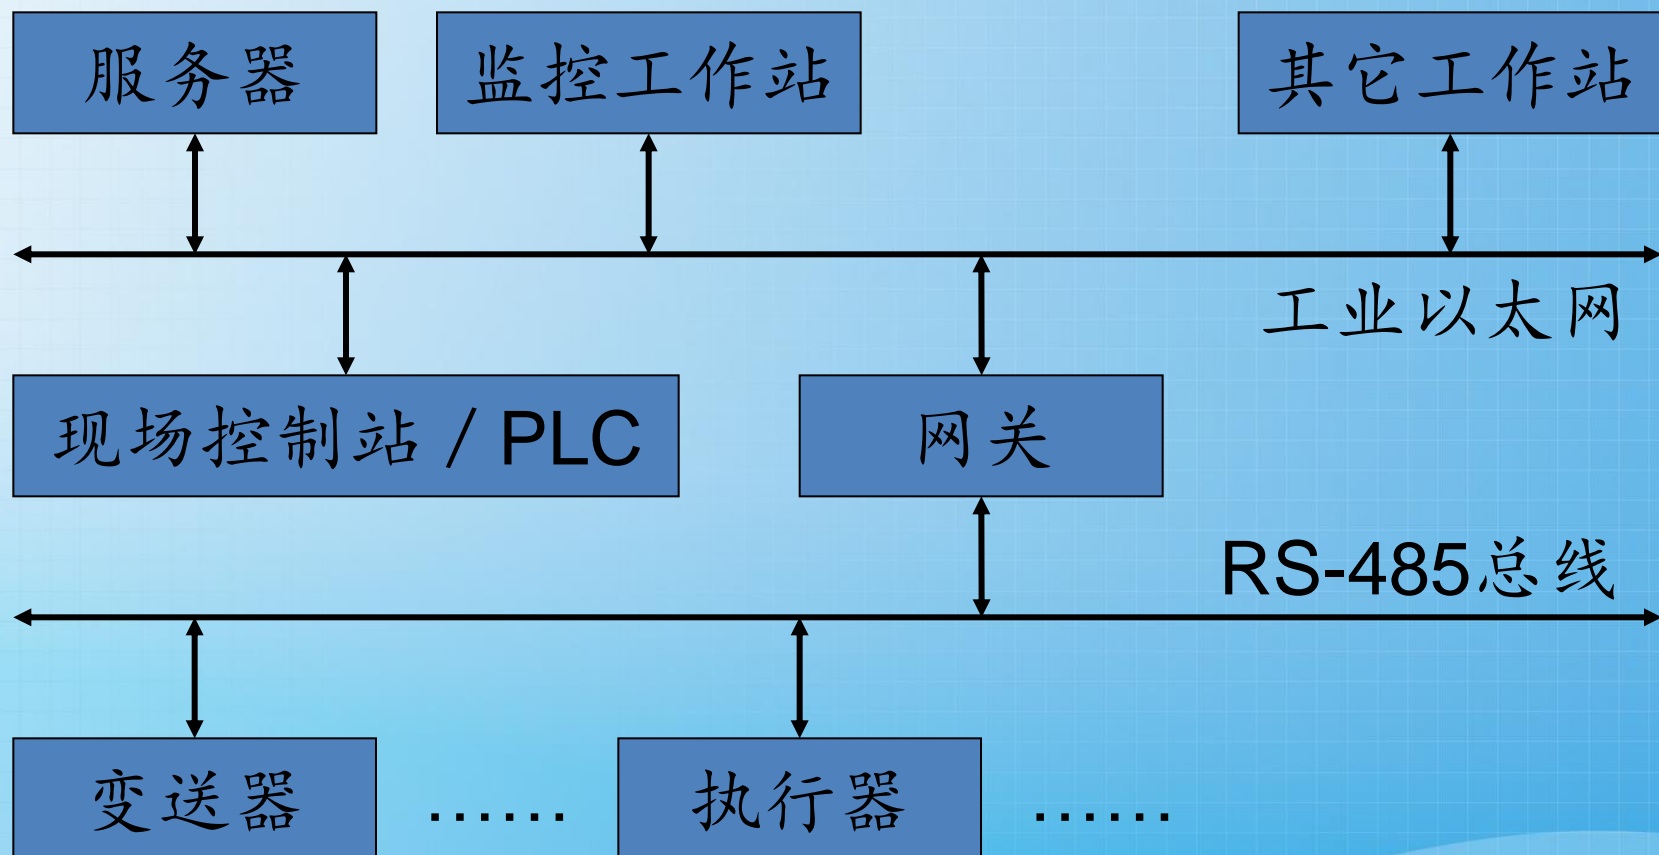 服务器 监控工作站 其它工作站
工业以太网
现场控制站 / PLC 网关
RS-485总线
变送器 …… 执行器 ……